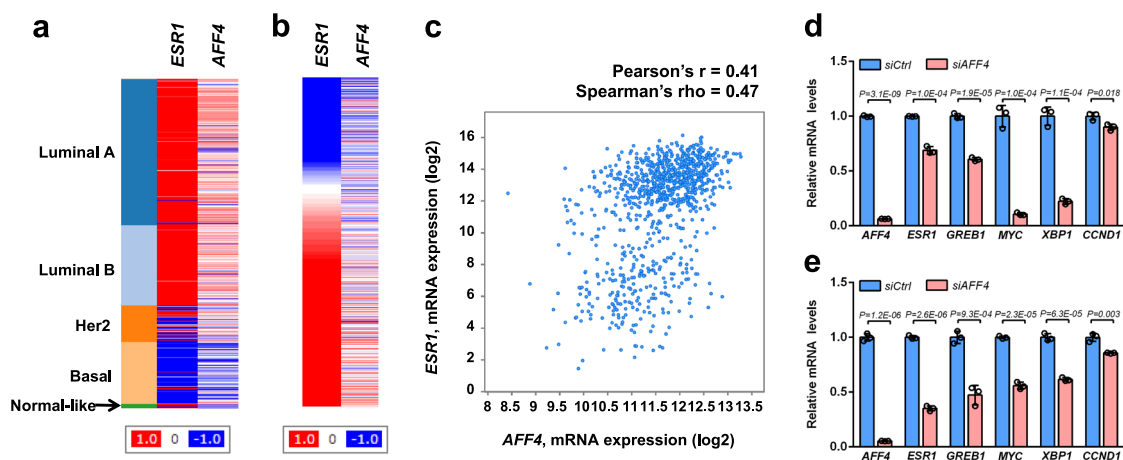 a
ESR1
AFF4
Luminal A
Luminal B
Her2
Basal
Normal-like
1.0 0 -1.0
b
ESR1
AFF4
1.0 0 -1.0
c
Pearson's r = 0.41
Spearman's rho = 0.47
ESR1, mRNA expression (log2)
16
14
12
10
8
6
4
2
0
8 8.5 9 9.5 10 10.5 11 11.5 12 12.5 13 13.5
AFF4, mRNA expression (log2)
d
siCtrl siAFF4
P=3.1E-09 P=1.0E-04 P=1.9E-05 P=1.0E-04 P=1.1E-04 P=0.018
Relative mRNA levels
1.5
1.0
0.5
0.0
AFF4 ESR1 GREB1 MYC XBP1 CCND1
e
siCtrl siAFF4
P=1.2E-06 P=2.6E-06 P=9.3E-04 P=2.3E-05 P=6.3E-05 P=0.003
Relative mRNA levels
1.5
1.0
0.5
0.0
AFF4 ESR1 GREB1 MYC XBP1 CCND1